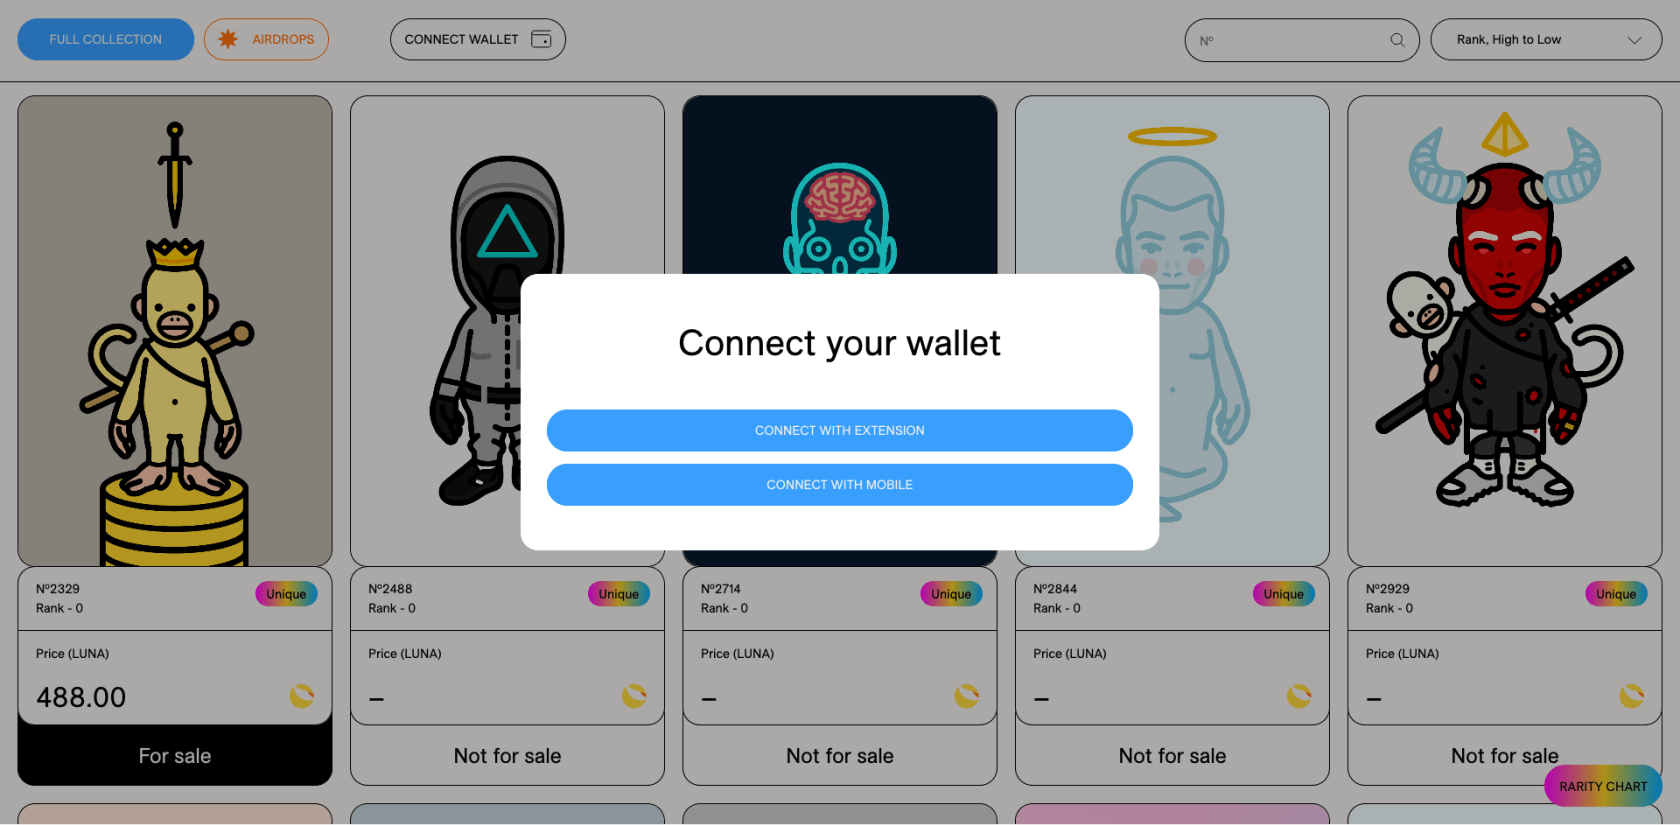 FULL COLLECTION
AIRDROPS
CONNECT WALLET
Nº
Rank, High to Low
Connect your wallet
CONNECT WITH EXTENSION
CONNECT WITH MOBILE
Nº2329
Rank - 0
Unique
Price (LUNA)
488.00
For sale
Nº2488
Rank - 0
Unique
Price (LUNA)
–
Not for sale
Nº2714
Rank - 0
Unique
Price (LUNA)
–
Not for sale
Nº2844
Rank - 0
Unique
Price (LUNA)
–
Not for sale
Nº2929
Rank - 0
Unique
Price (LUNA)
–
Not for sale
RARITY CHART